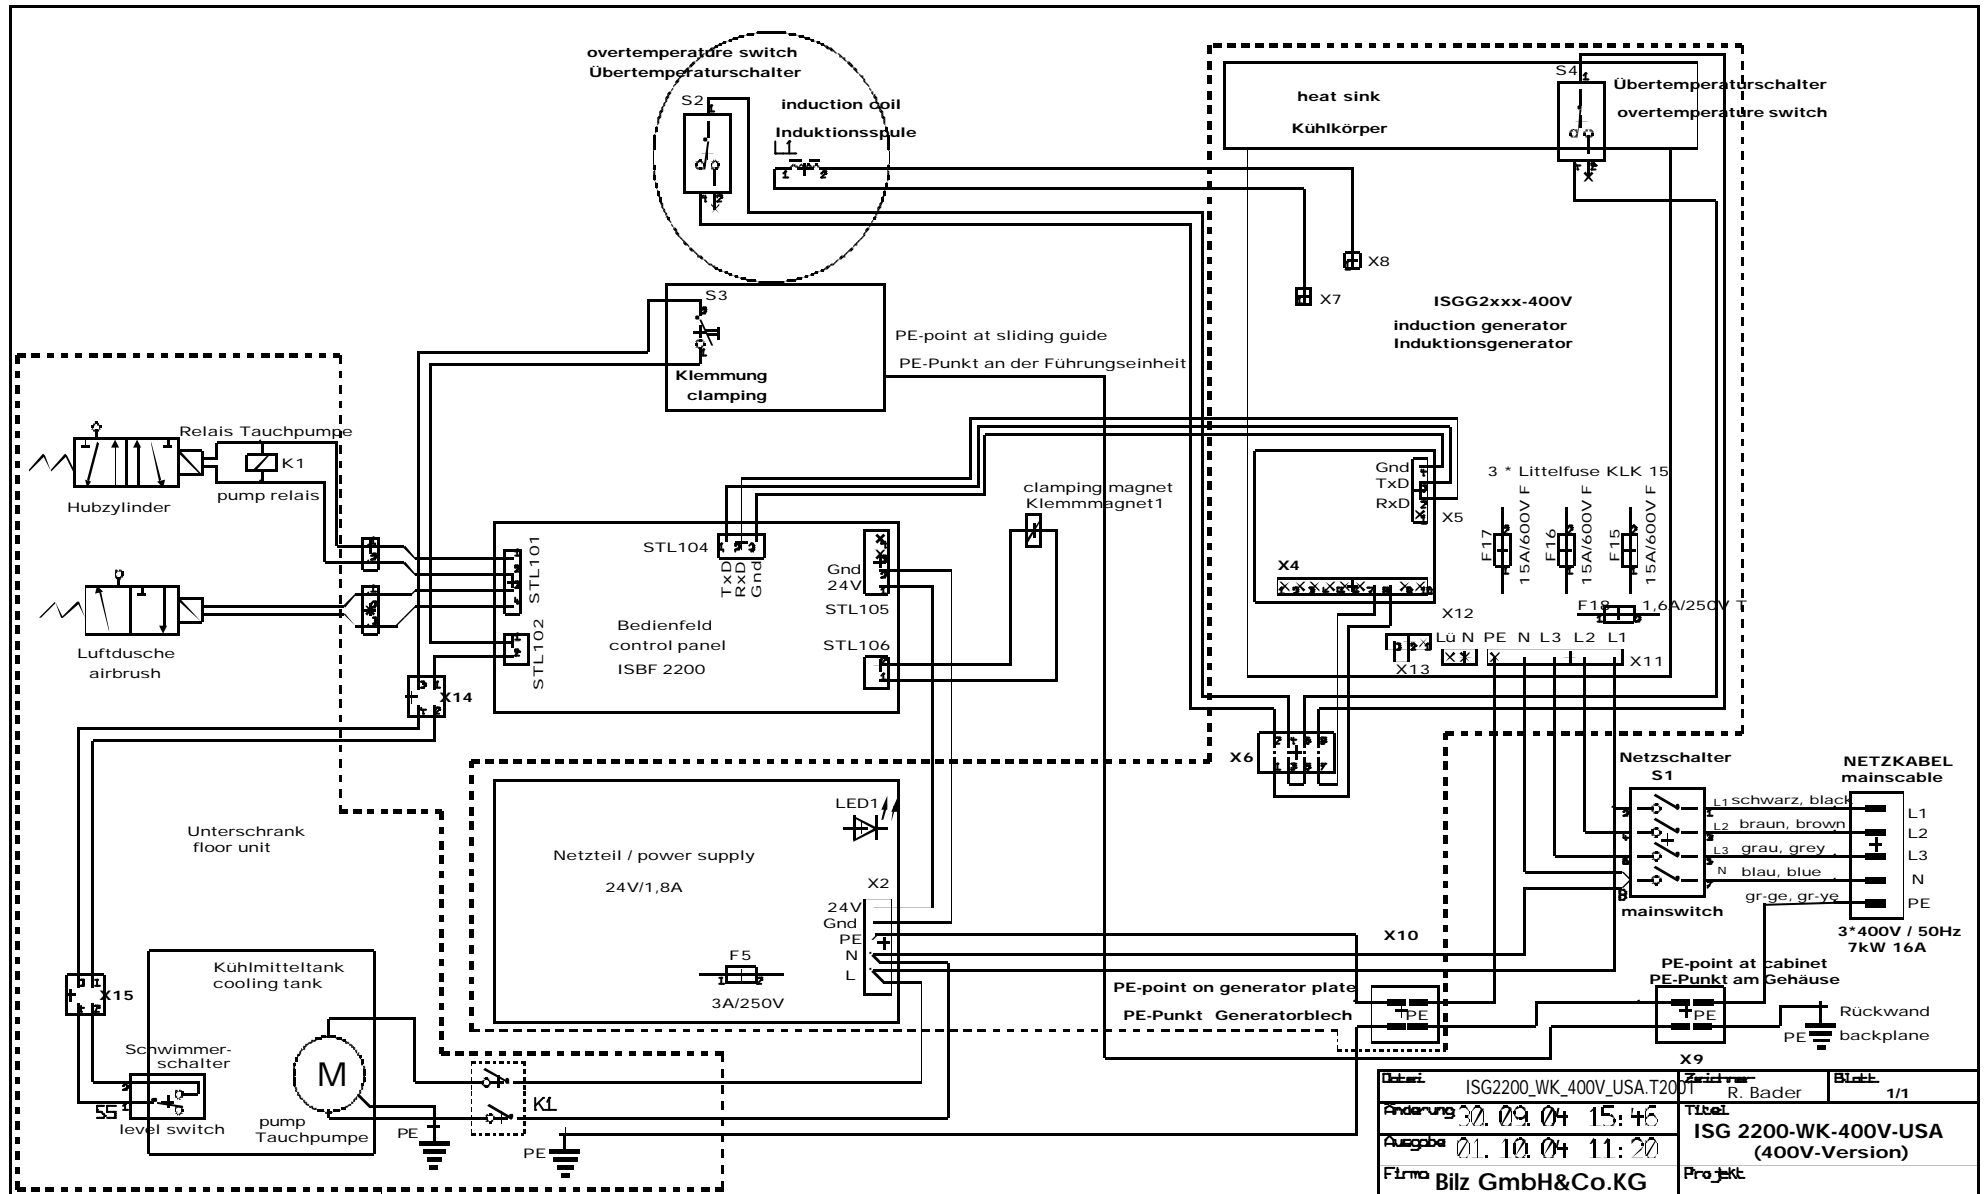 overtemperature switch
Übertemperaturschalter
S2
induction coil
Induktionsspule
L1
1
2
heat sink
Kühlkörper
S4
Übertemperaturschalter
overtemperature switch
X8
X7
ISGG2xxx-400V
induction generator
Induktionsgenerator
S3
Klemmung
clamping
PE-point at sliding guide
PE-Punkt an der Führungseinheit
Relais Tauchpumpe
K1
pump relais
Hubzylinder
Luftdusche
airbrush
STL101
STL102
STL104
TxD
RxD
Gnd
Gnd
24V
STL105
STL106
Bedienfeld
control panel
ISBF 2200
clamping magnet
Klemmmagnet1
Gnd
TxD
RxD
X5
X4
3 * Littelfuse KLK 15
F17
15A/600V F
F16
15A/600V F
F15
15A/600V F
F18
1,6A/250V T
X12
X13
Lü N PE N L3 L2 L1
X11
X14
X6
Netzschalter
S1
mainswitch
L1 schwarz, black
L2 braun, brown
L3 grau, grey
N blau, blue
gr-ge, gr-ye
NETZKABEL
mainscable
L1
L2
L3
N
PE
3*400V / 50Hz
7kW 16A
Unterschrank
floor unit
Netzteil / power supply
24V/1,8A
LED1
X2
24V
Gnd
PE
N
L
F5
1
2
3A/250V
X10
PE-point on generator plate
PE-Punkt Generatorblech
PE
PE-point at cabinet
PE-Punkt am Gehäuse
PE
X9
Rückwand
backplane
PE
X15
Kühlmitteltank
cooling tank
Schwimmer-
schalter
S5
level switch
M
pump
Tauchpumpe
PE
K1
PE
Datei
ISG2200_WK_400V_USA.T2001
Zeichner
R. Bader
Blatt
1/1
Änderung 30.09.04 15:46
Ausgabe 01.10.04 11:20
Firma Bilz GmbH&Co.KG
Titel
ISG 2200-WK-400V-USA
(400V-Version)
Projekt